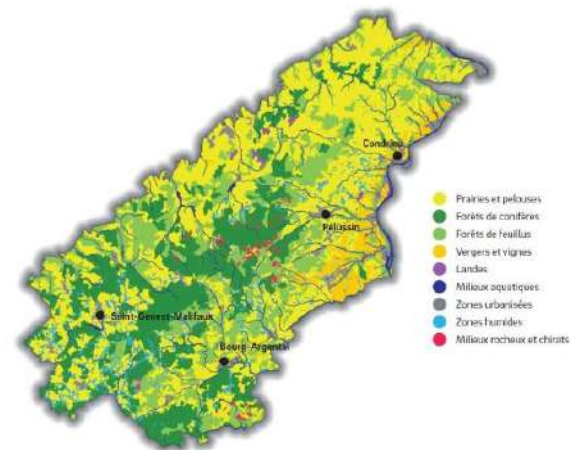 Condrieu
Pélussin
Saint-Genest-Malifaux
Bourg-Argental
Prairies et pelouses
Forêts de conifères
Forêts de feuillus
Vergers et vignes
Landes
Milieux aquatiques
Zones urbanisées
Zones humides
Milieux rocheux et chirats